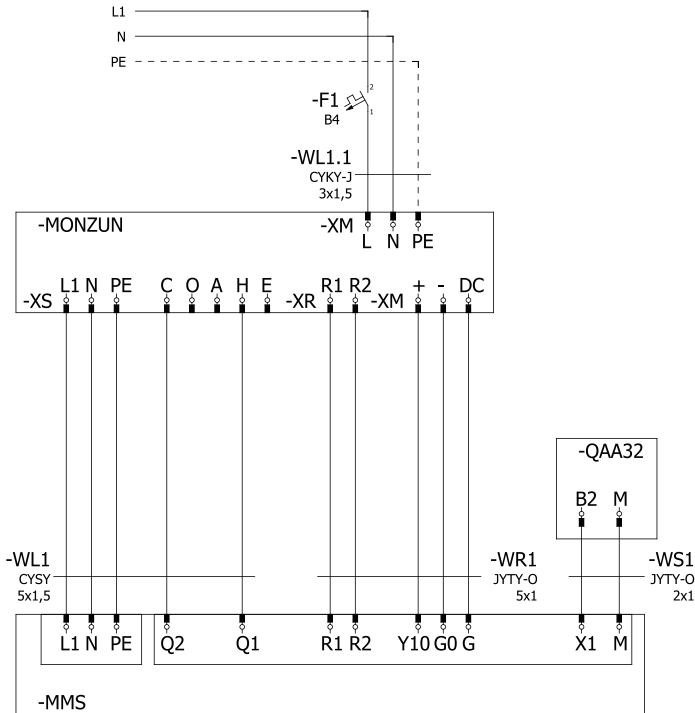 L1
N
PE
2
-F1
B4
1
-WL1.1
CYKY-J
3x1,5
-MONZUN
-XM
L N PE
L1 N PE C O A H E R1 R2 + - DC
-XS -XR -XM
-QAA32
B2 M
-WL1
CYSY
5x1,5
-WR1
JYTY-O
5x1
-WS1
JYTY-O
2x1
L1 N PE Q2 Q1 R1 R2 Y10 G0 G X1 M
-MMS